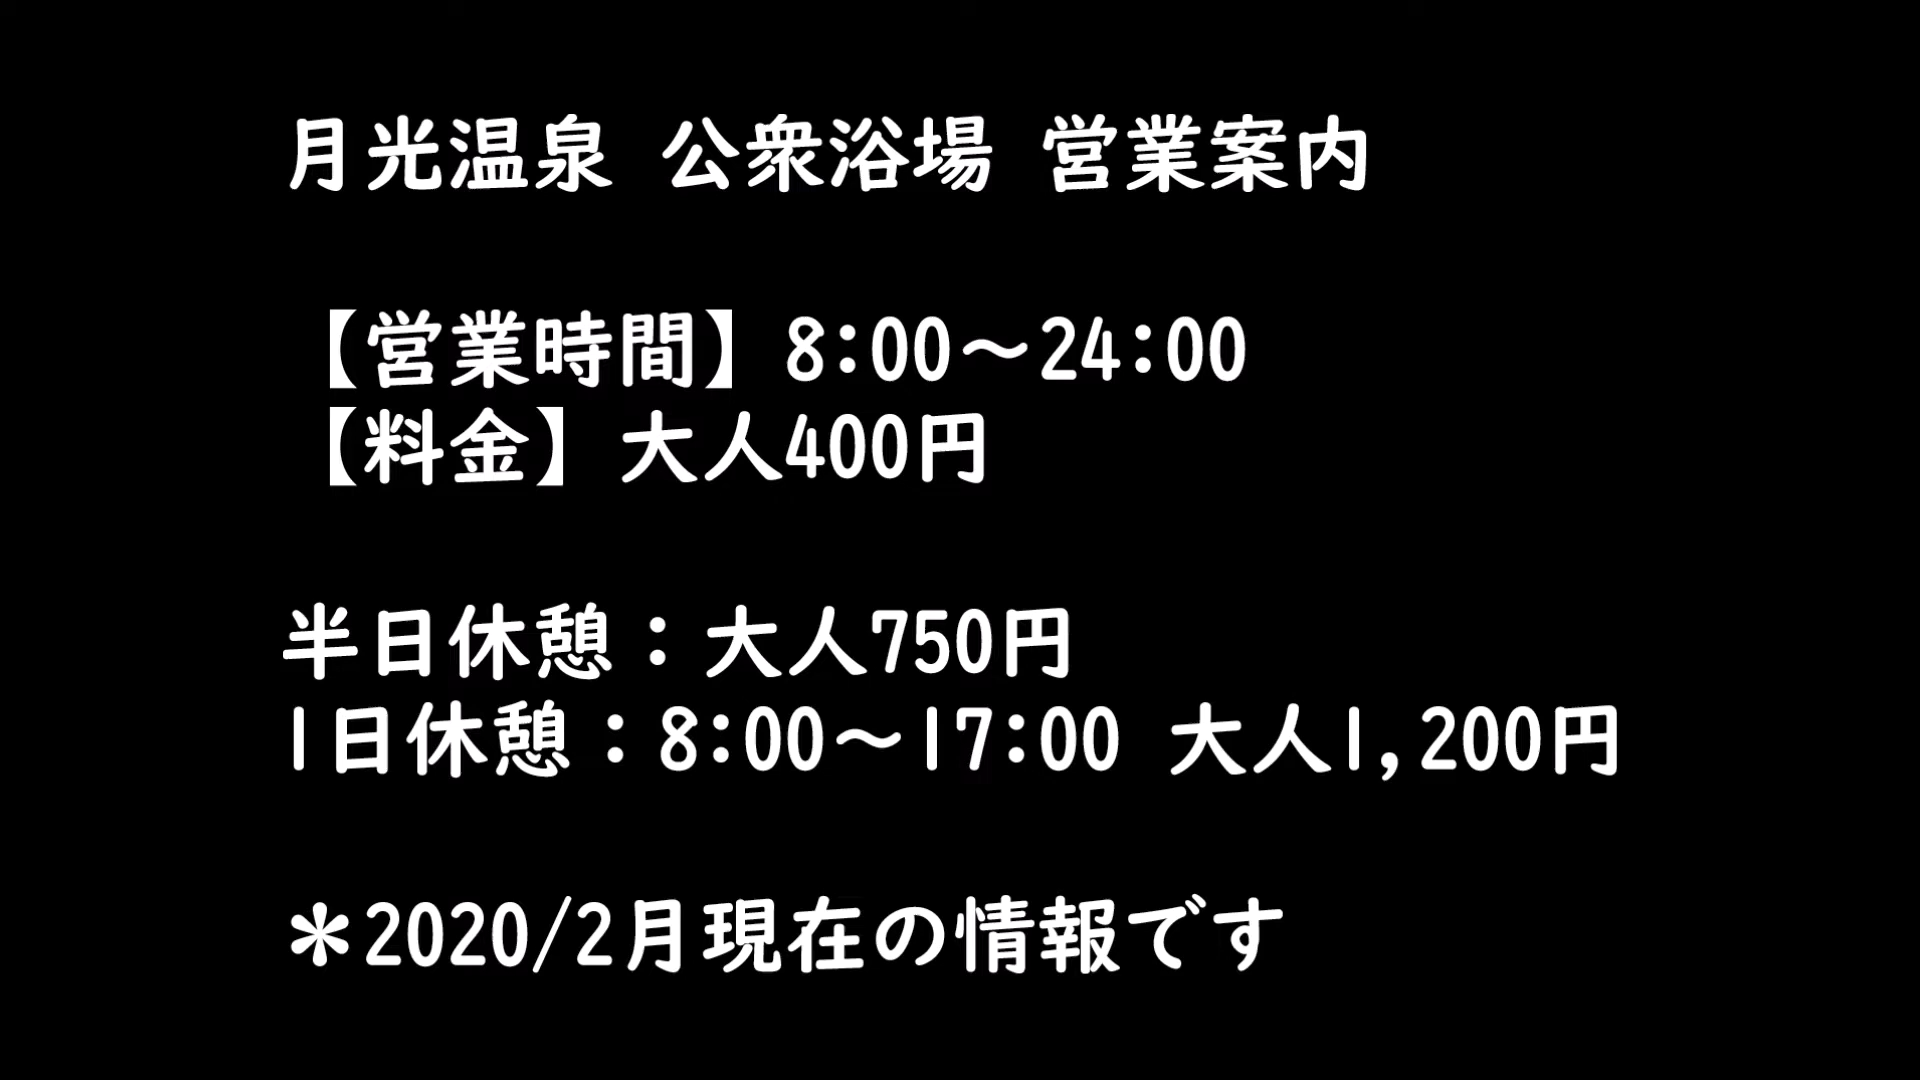 月光温泉 公衆浴場 営業案内
【営業時間】8:00～24:00
【料金】大人400円
半日休憩：大人750円
1日休憩：8:00～17:00 大人1,200円
＊2020/2月現在の情報です